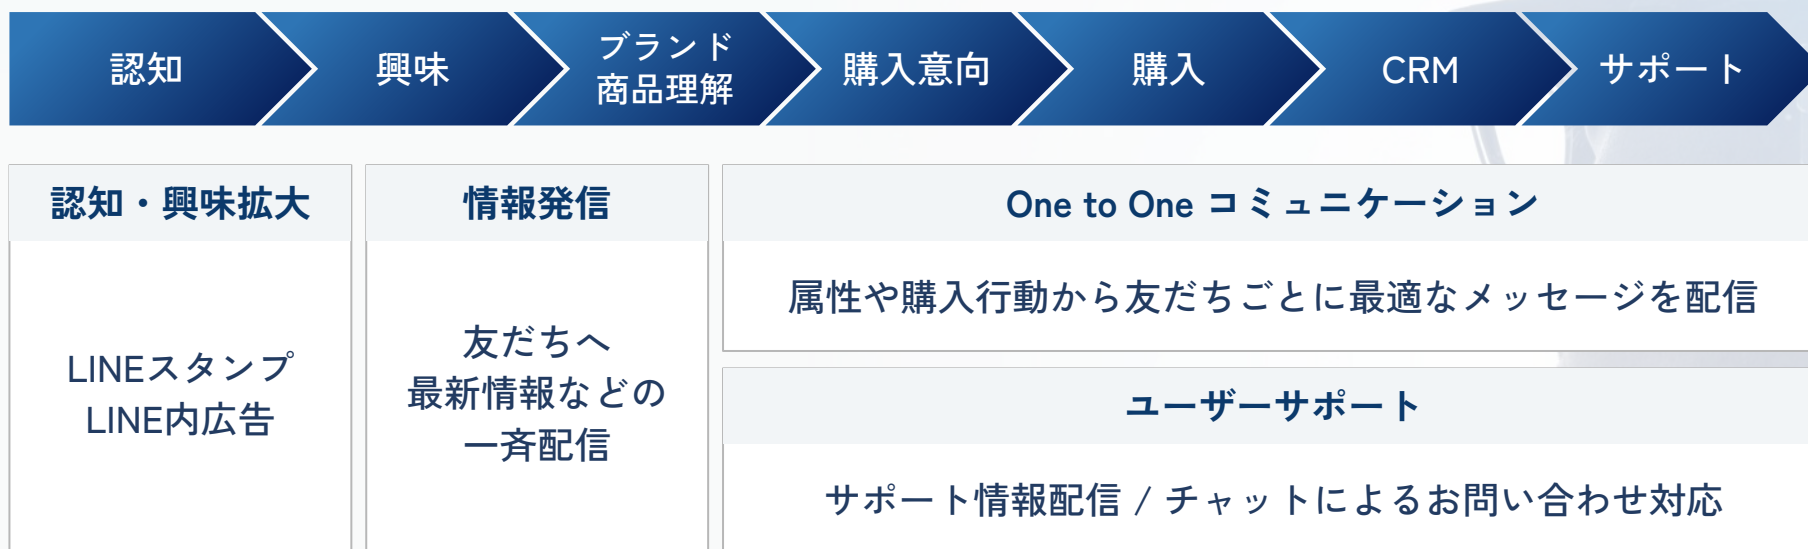 認知
興味
ブランド
商品理解
購入意向
購入
CRM
サポート
認知・興味拡大
LINEスタンプ
LINE内広告
情報発信
友だちへ
最新情報などの
一斉配信
One to One コミュニケーション
属性や購入行動から友だちごとに最適なメッセージを配信
ユーザーサポート
サポート情報配信 / チャットによるお問い合わせ対応